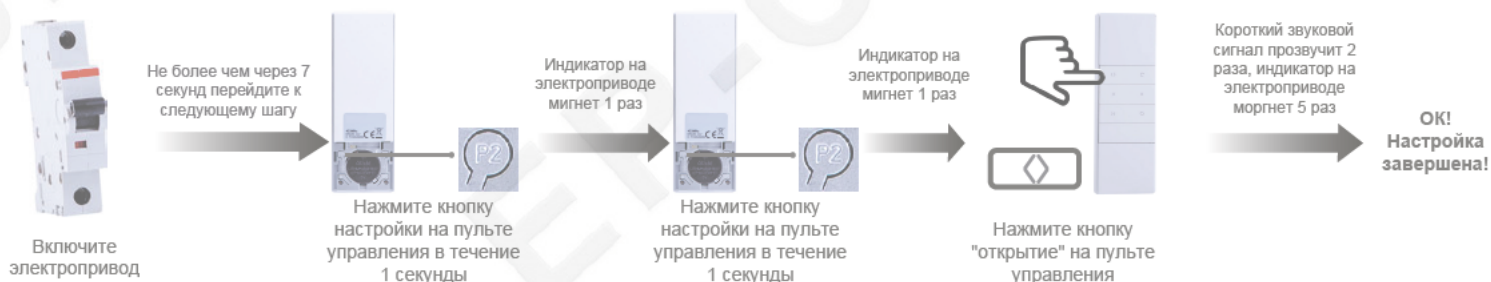 Включите
электропривод
Не более чем через 7
секунд перейдите к
следующему шагу
P2
Нажмите кнопку
настройки на пульте
управления в течение
1 секунды
Индикатор на
электроприводе
мигнет 1 раз
P2
Нажмите кнопку
настройки на пульте
управления в течение
1 секунды
Индикатор на
электроприводе
мигнет 1 раз
Нажмите кнопку
"открытие" на пульте
управления
Короткий звуковой
сигнал прозвучит 2
раза, индикатор на
электроприводе
моргнет 5 раз
ОК!
Настройка
завершена!